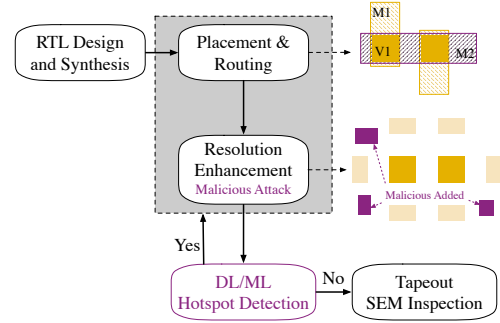 RTL Design
and Synthesis
Placement &
Routing
M1
V1
M2
Resolution
Enhancement
Malicious Attack
Malicious Added
Yes
DL/ML
Hotspot Detection
No
Tapeout
SEM Inspection